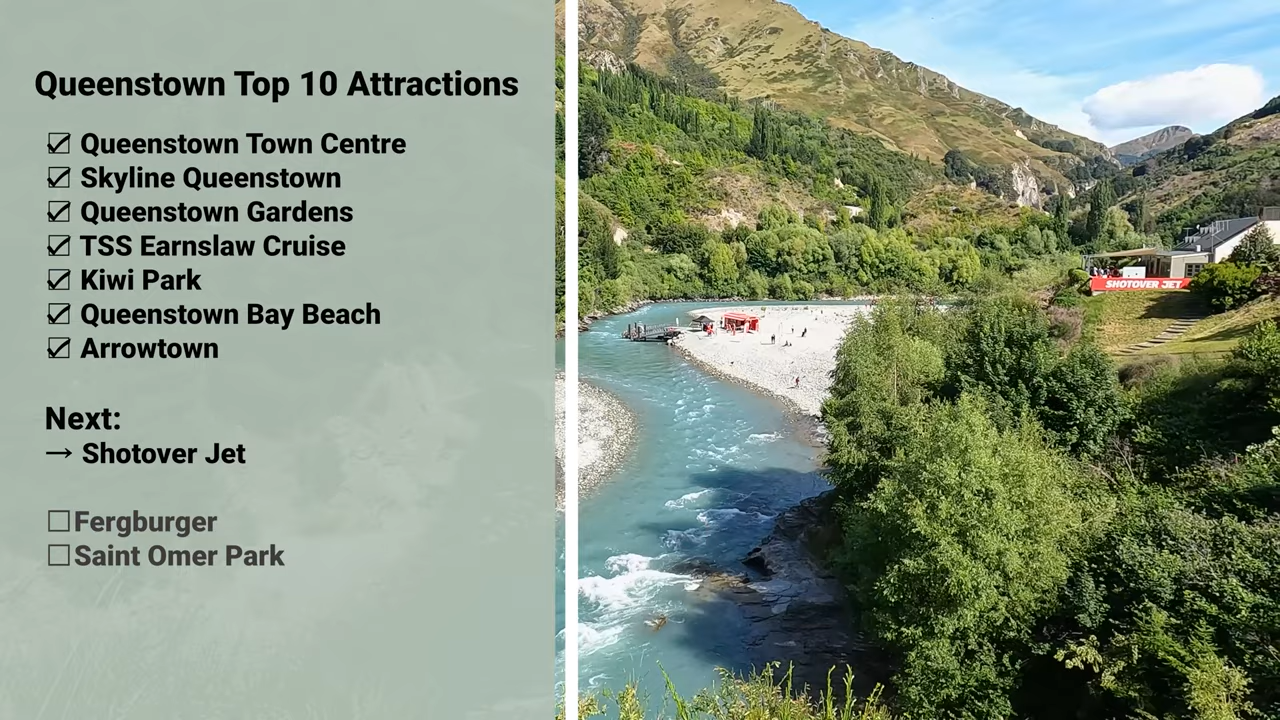 Queenstown Top 10 Attractions
☑ Queenstown Town Centre
☑ Skyline Queenstown
☑ Queenstown Gardens
☑ TSS Earnslaw Cruise
☑ Kiwi Park
☑ Queenstown Bay Beach
☑ Arrowtown
Next:
→ Shotover Jet
☐ Fergburger
☐ Saint Omer Park
SHOTOVER JET